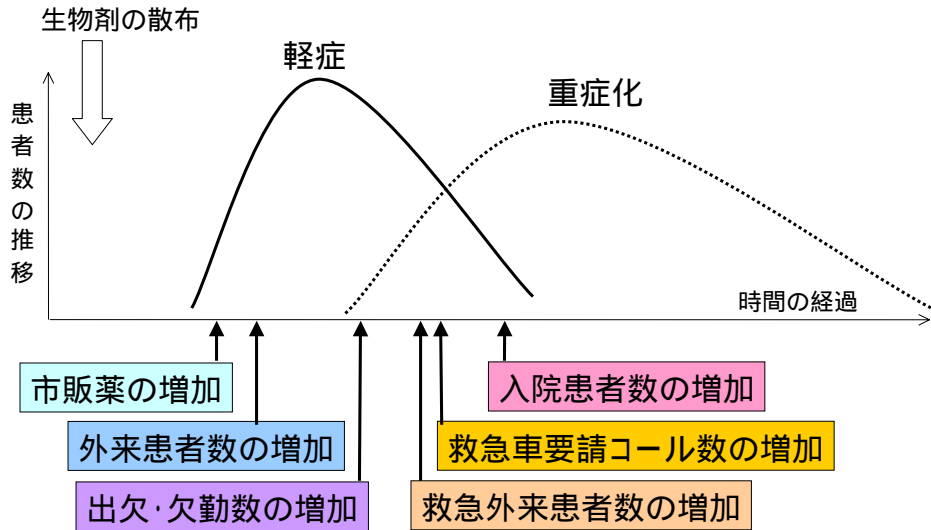 生物剤の散布
軽症
重症化
患者数の推移
時間の経過
市販薬の増加
入院患者数の増加
外来患者数の増加
救急車要請コール数の増加
出欠・欠勤数の増加
救急外来患者数の増加